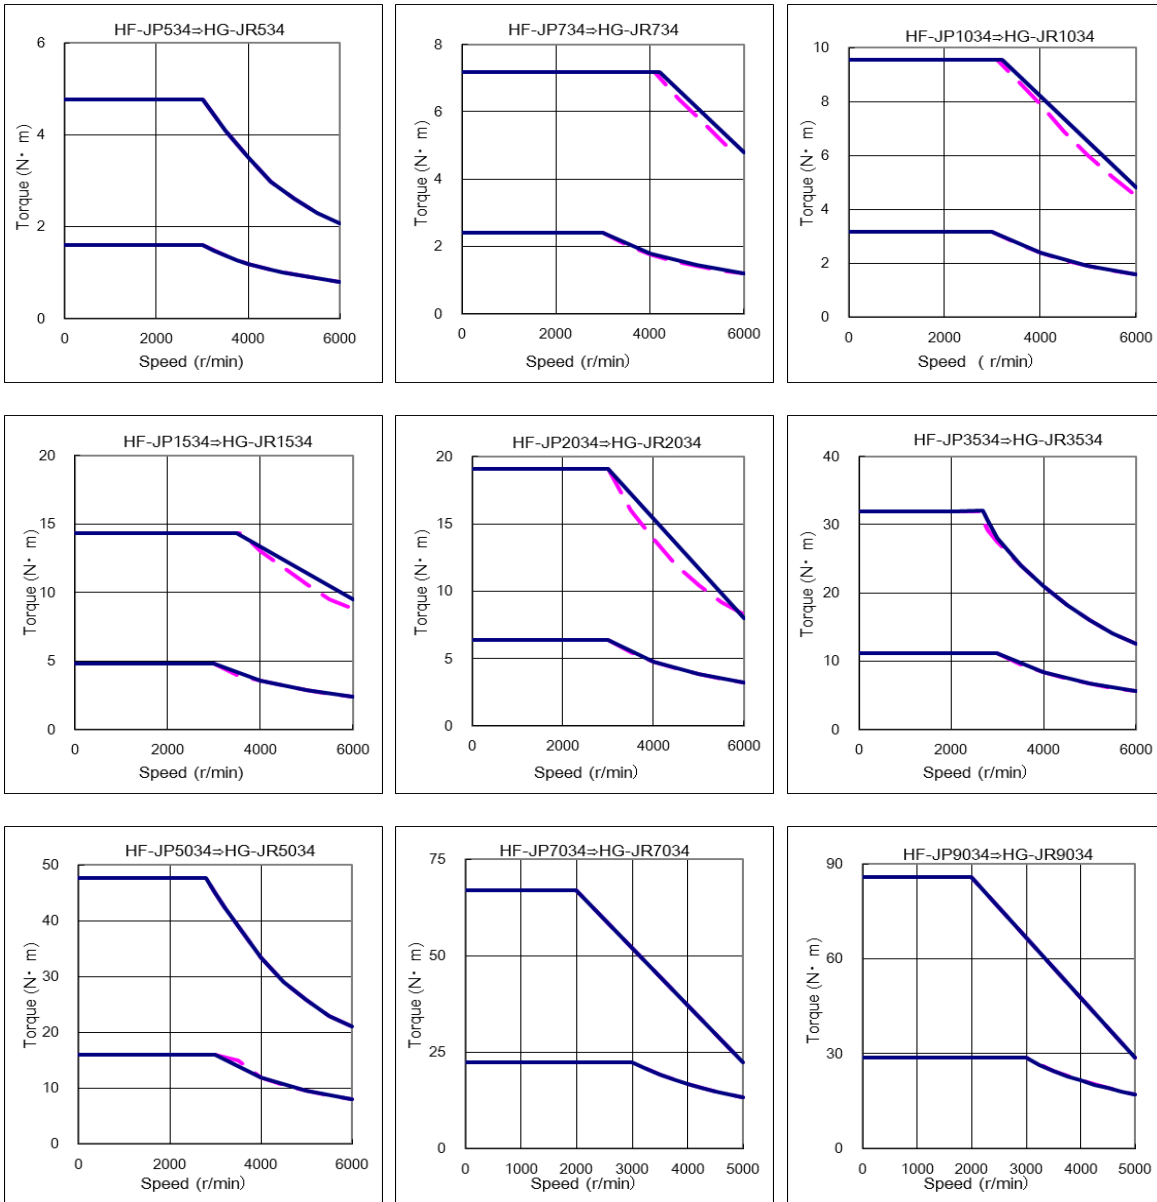 HF-JP534⇒HG-JR534
6
4
2
0
Torque (N・ m)
0 2000 4000 6000
Speed (r/min)
HF-JP734⇒HG-JR734
8
6
4
2
0
Torque (N・ m)
0 2000 4000 6000
Speed (r/min)
HF-JP1034⇒HG-JR1034
10
8
6
4
2
0
Torque (N・ m)
0 2000 4000 6000
Speed ( r/min)
HF-JP1534⇒HG-JR1534
20
15
10
5
0
Torque (N・ m)
0 2000 4000 6000
Speed (r/min)
HF-JP2034⇒HG-JR2034
20
15
10
5
0
Torque (N・ m)
0 2000 4000 6000
Speed (r/min)
HF-JP3534⇒HG-JR3534
40
30
20
10
0
Torque (N・ m)
0 2000 4000 6000
Speed (r/min)
HF-JP5034⇒HG-JR5034
50
40
30
20
10
0
Torque (N・ m)
0 2000 4000 6000
Speed (r/min)
HF-JP7034⇒HG-JR7034
75
50
25
0
Torque (N・ m)
0 1000 2000 3000 4000 5000
Speed (r/min)
HF-JP9034⇒HG-JR9034
90
60
30
0
Torque (N・ m)
0 1000 2000 3000 4000 5000
Speed (r/min)